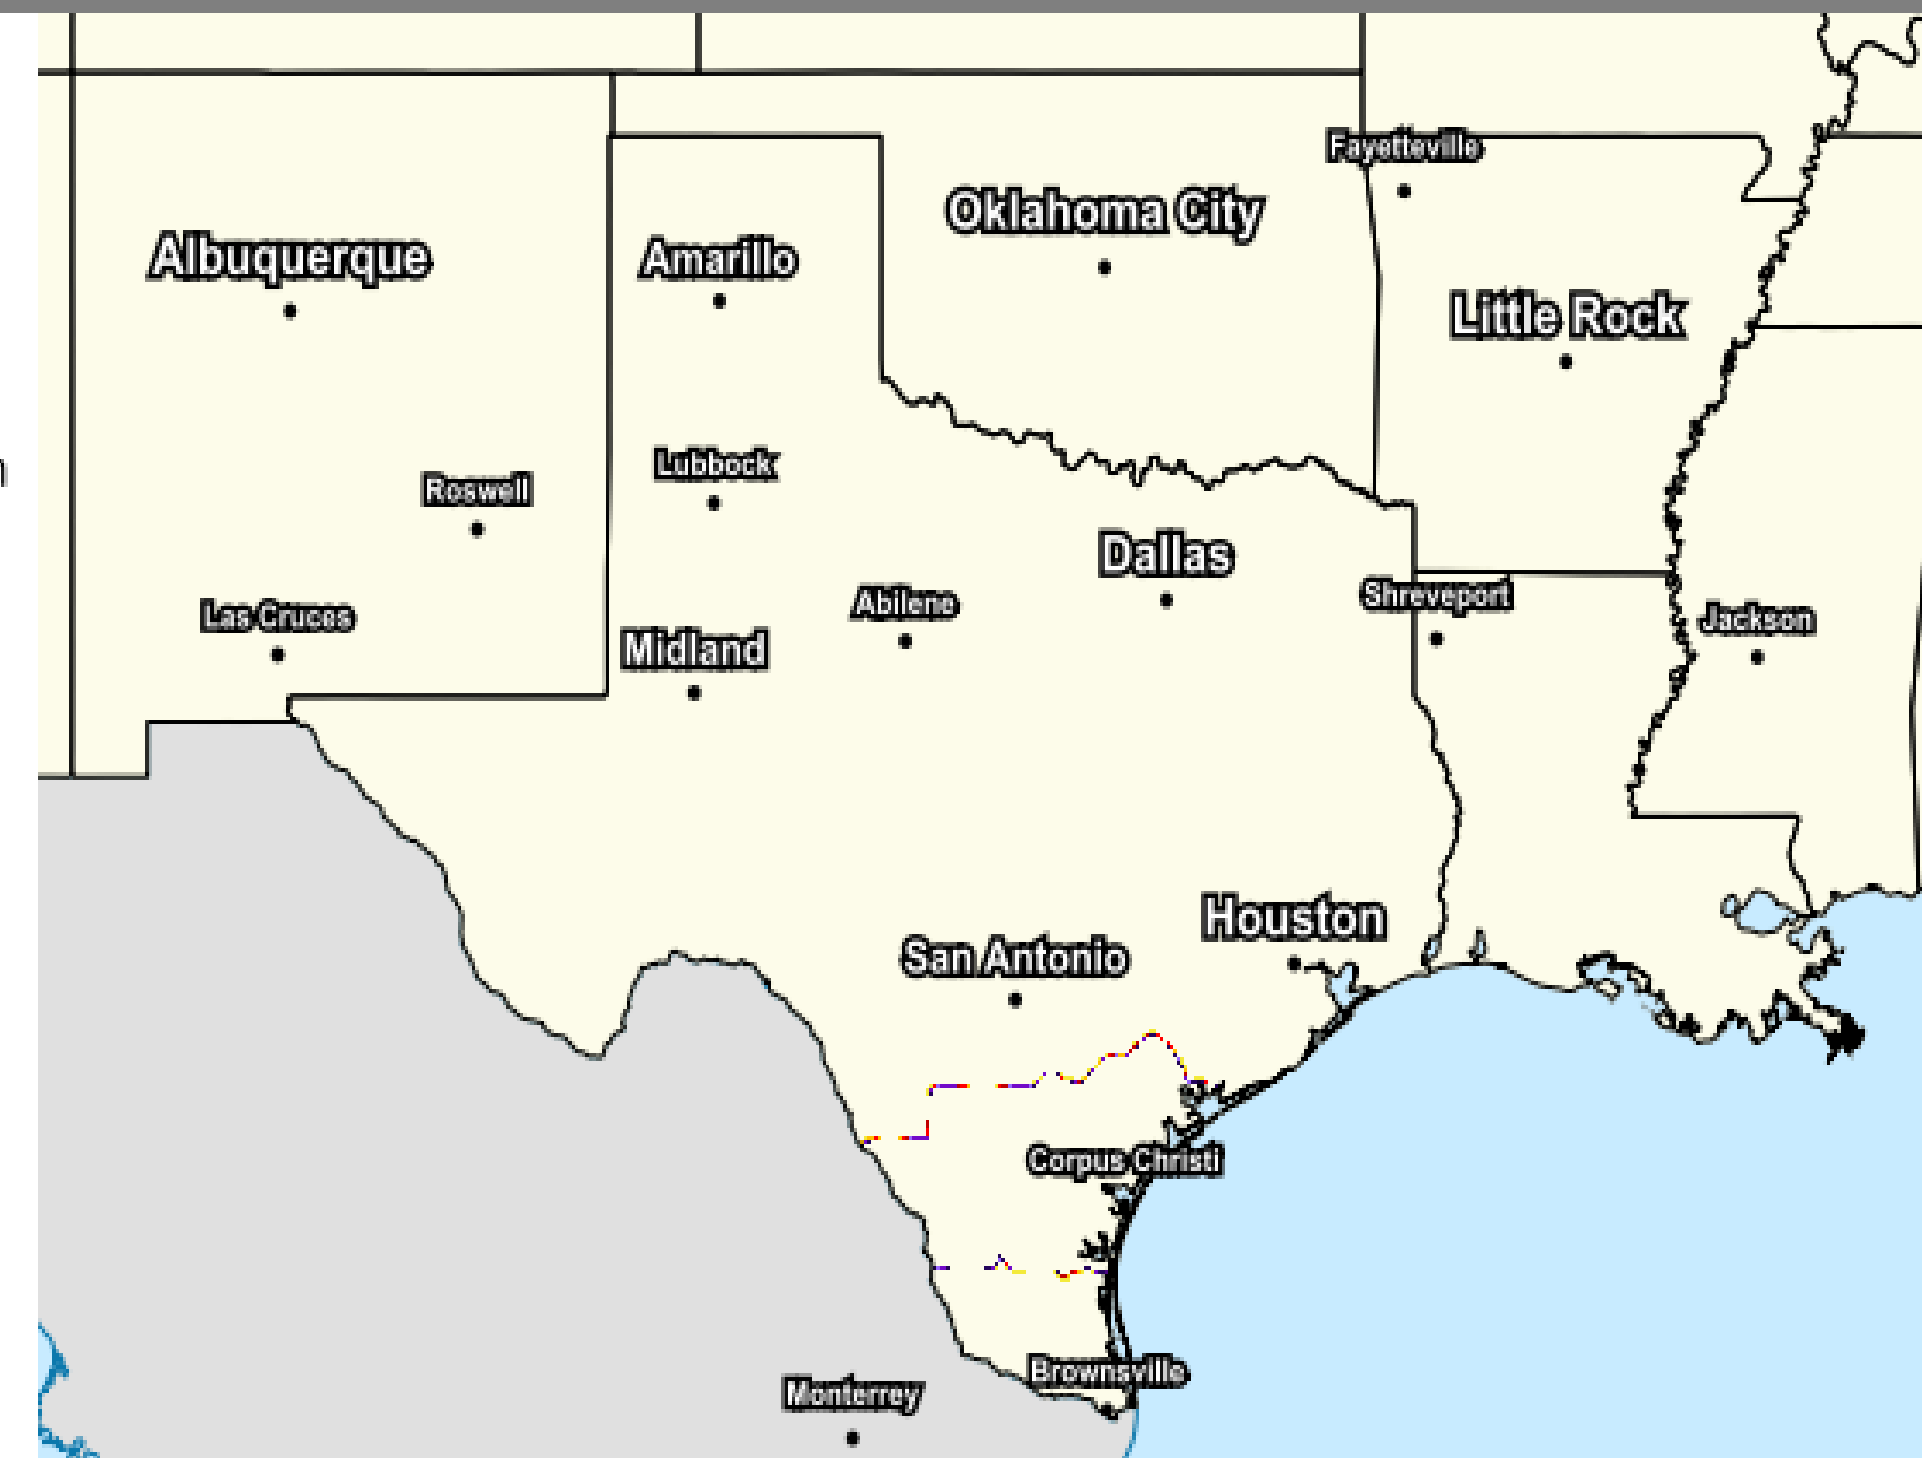 Fayetteville
Oklahoma City
Albuquerque
Amarillo
Little Rock
Lubbock
Roswell
Dallas
Shreveport
Abilene
Las Cruces
Jackson
Midland
Houston
San Antonio
Corpus Christi
Brownsville
Monterrey